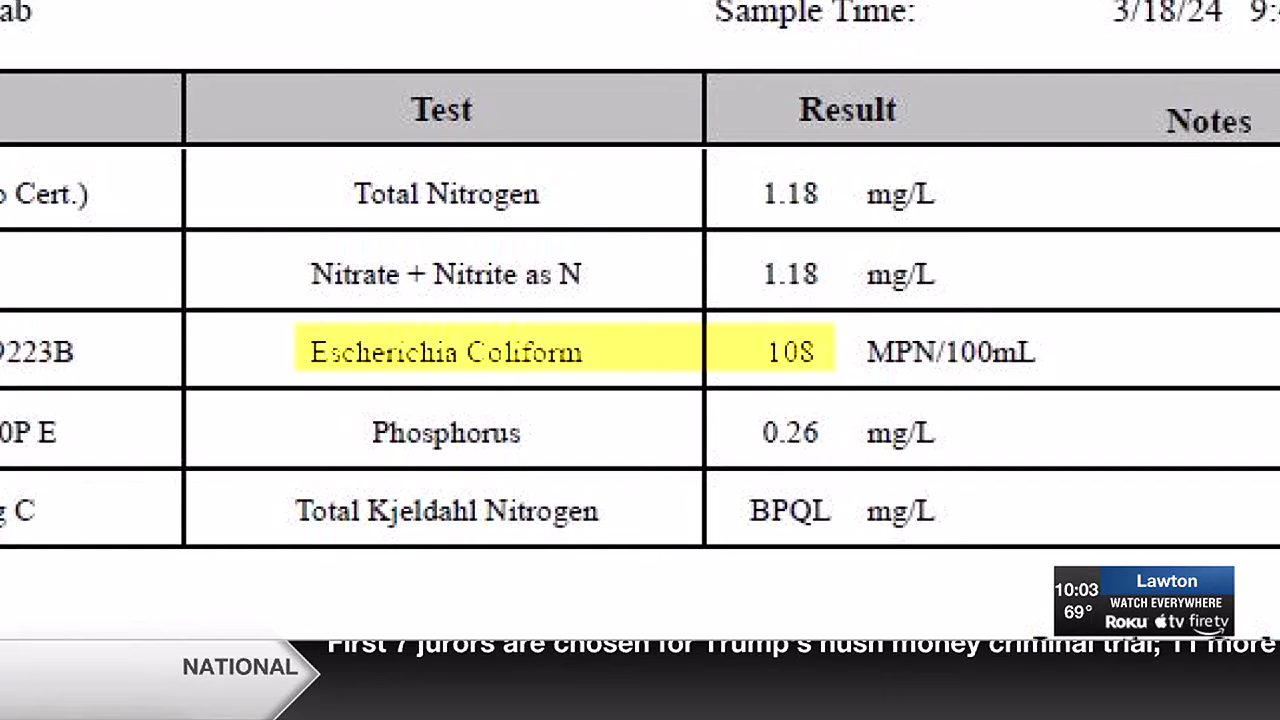 ab Sample Time: 3/18/24 9:4
Test Result Notes
o Cert.) Total Nitrogen 1.18 mg/L
Nitrate + Nitrite as N 1.18 mg/L
9223B Escherichia Coliform 108 MPN/100mL
0P E Phosphorus 0.26 mg/L
g C Total Kjeldahl Nitrogen BPQL mg/L
10:03 Lawton
69° WATCH EVERYWHERE
Roku tv firetv
NATIONAL First 7 jurors are chosen for Trump's hush money criminal trial; 11 more